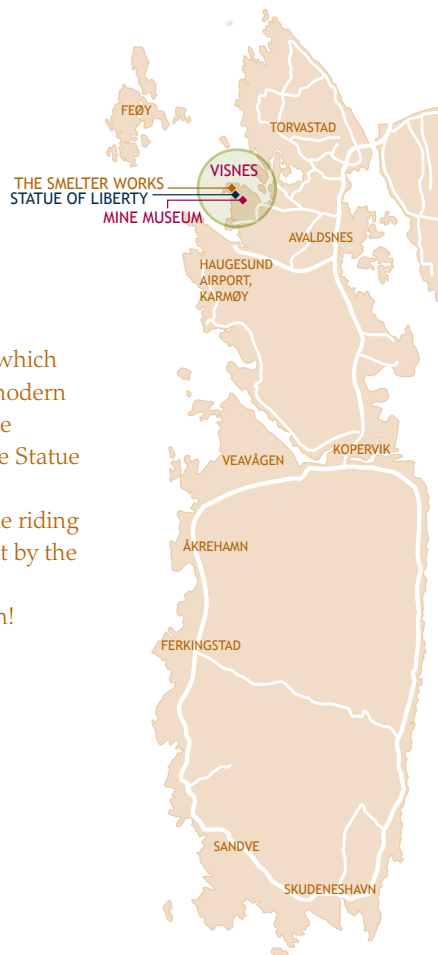 FEØY
TORVASTAD
VISNES
THE SMELTER WORKS
STATUE OF LIBERTY
MINE MUSEUM
AVALDSNES
HAUGESUND
AIRPORT,
KARMØY
which
modern
e
e Statue
e riding
t by the
n!
KOPERVIK
VEAVÅGEN
ÅKREHAMN
FERKINGSTAD
SANDVE
SKUDENESHAVN